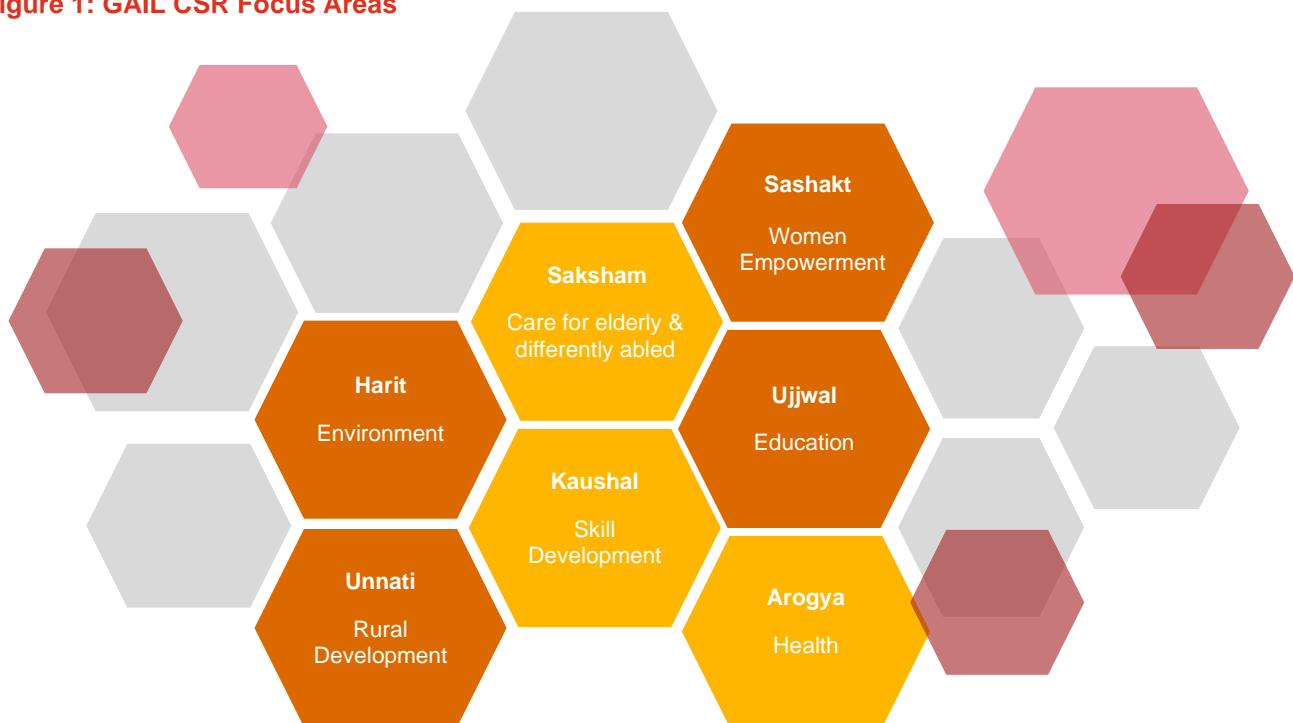 igure 1: GAIL CSR Focus Areas
Sashakt
Women
Empowerment
Saksham
Care for elderly &
differently abled
Harit
Environment
Ujjwal
Education
Kaushal
Skill
Development
Unnati
Rural
Development
Arogya
Health